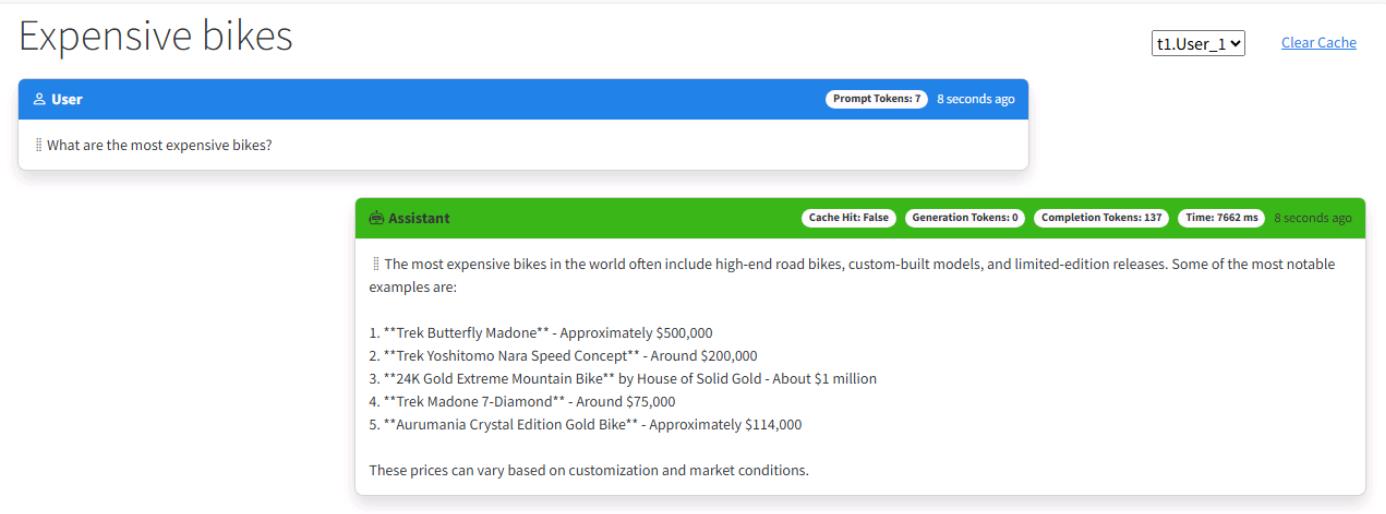 Expensive bikes
t1.User_1
Clear Cache
User
Prompt Tokens: 7
8 seconds ago
What are the most expensive bikes?
Assistant
Cache Hit: False
Generation Tokens: 0
Completion Tokens: 137
Time: 7662 ms
8 seconds ago
The most expensive bikes in the world often include high-end road bikes, custom-built models, and limited-edition releases. Some of the most notable
examples are:
1. **Trek Butterfly Madone** - Approximately $500,000
2. **Trek Yoshitomo Nara Speed Concept** - Around $200,000
3. **24K Gold Extreme Mountain Bike** by House of Solid Gold - About $1 million
4. **Trek Madone 7-Diamond** - Around $75,000
5. **Aurumania Crystal Edition Gold Bike** - Approximately $114,000
These prices can vary based on customization and market conditions.